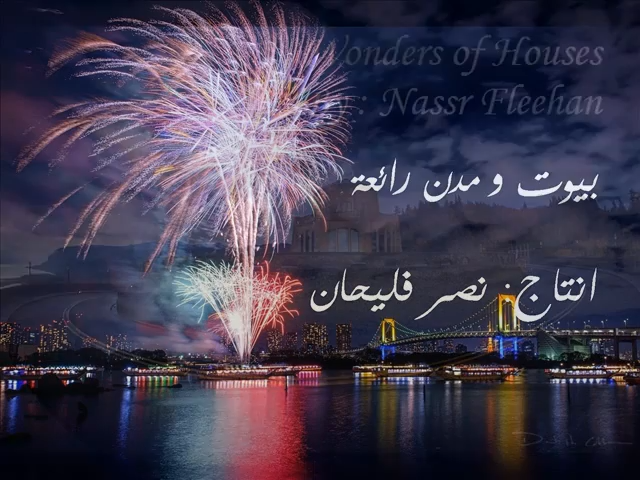 Wonders of Houses
: Nassr Fleehan
بيوت و مدن رائعة
انتاج: نصر فليحان